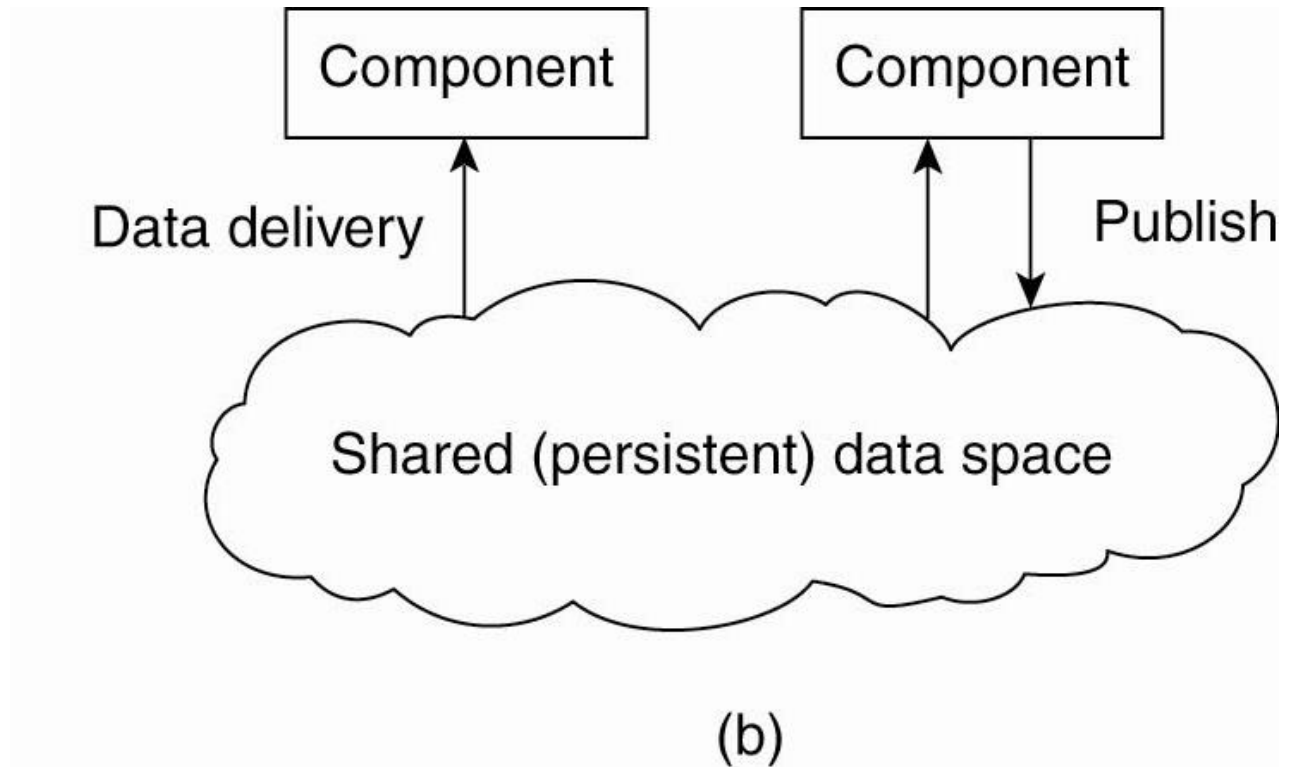 Component
Component
Data delivery
Publish
Shared (persistent) data space
(b)